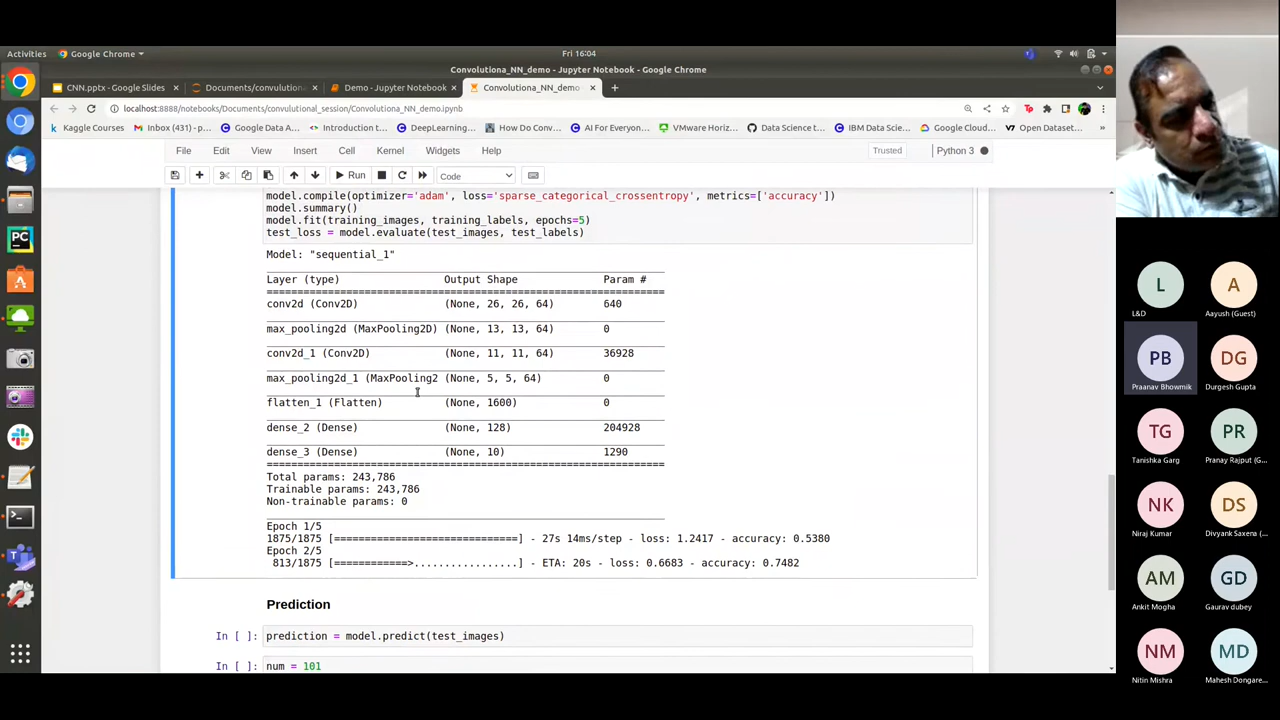 Activities
Google Chrome
Fri 16:04
Convolutiona_NN_demo - Jupyter Notebook - Google Chrome
CNN.pptx - Google Slides
Documents/convolutional
Demo - Jupyter Notebook
Convolutiona_NN_demo
localhost:8888/notebooks/Documents/convulutional_session/Convolutiona_NN_demo.ipynb
Kaggle Courses
Inbox (431) - p...
Google Data A...
Introduction t...
DeepLearning...
How Do Conv...
AI For Everyon...
VMware Horiz...
Data Science t...
IBM Data Scien...
Google Cloud...
Open Dataset...
File Edit View Insert Cell Kernel Widgets Help
Trusted
Python 3
Run
Code
model.compile(optimizer='adam', loss='sparse_categorical_crossentropy', metrics=['accuracy'])
model.summary()
model.fit(training_images, training_labels, epochs=5)
test_loss = model.evaluate(test_images, test_labels)
Model: "sequential_1"
Layer (type) Output Shape Param #
conv2d (Conv2D) (None, 26, 26, 64) 640
max_pooling2d (MaxPooling2D) (None, 13, 13, 64) 0
conv2d_1 (Conv2D) (None, 11, 11, 64) 36928
max_pooling2d_1 (MaxPooling2 (None, 5, 5, 64) 0
flatten_1 (Flatten) (None, 1600) 0
dense_2 (Dense) (None, 128) 204928
dense_3 (Dense) (None, 10) 1290
Total params: 243,786
Trainable params: 243,786
Non-trainable params: 0
Epoch 1/5
1875/1875 [==============================] - 27s 14ms/step - loss: 1.2417 - accuracy: 0.5380
Epoch 2/5
813/1875 [============>.................] - ETA: 20s - loss: 0.6683 - accuracy: 0.7482
Prediction
In [ ]: prediction = model.predict(test_images)
In [ ]: num = 101
L
L&D
A
Aayush (Guest)
PB
Praanav Bhowmik
DG
Durgesh Gupta
TG
Tanishka Garg
PR
Pranay Rajput (G...
NK
Niraj Kumar
DS
Divyank Saxena (...
AM
Ankit Mogha
GD
Gaurav dubey
NM
Nitin Mishra
MD
Mahesh Dongare...